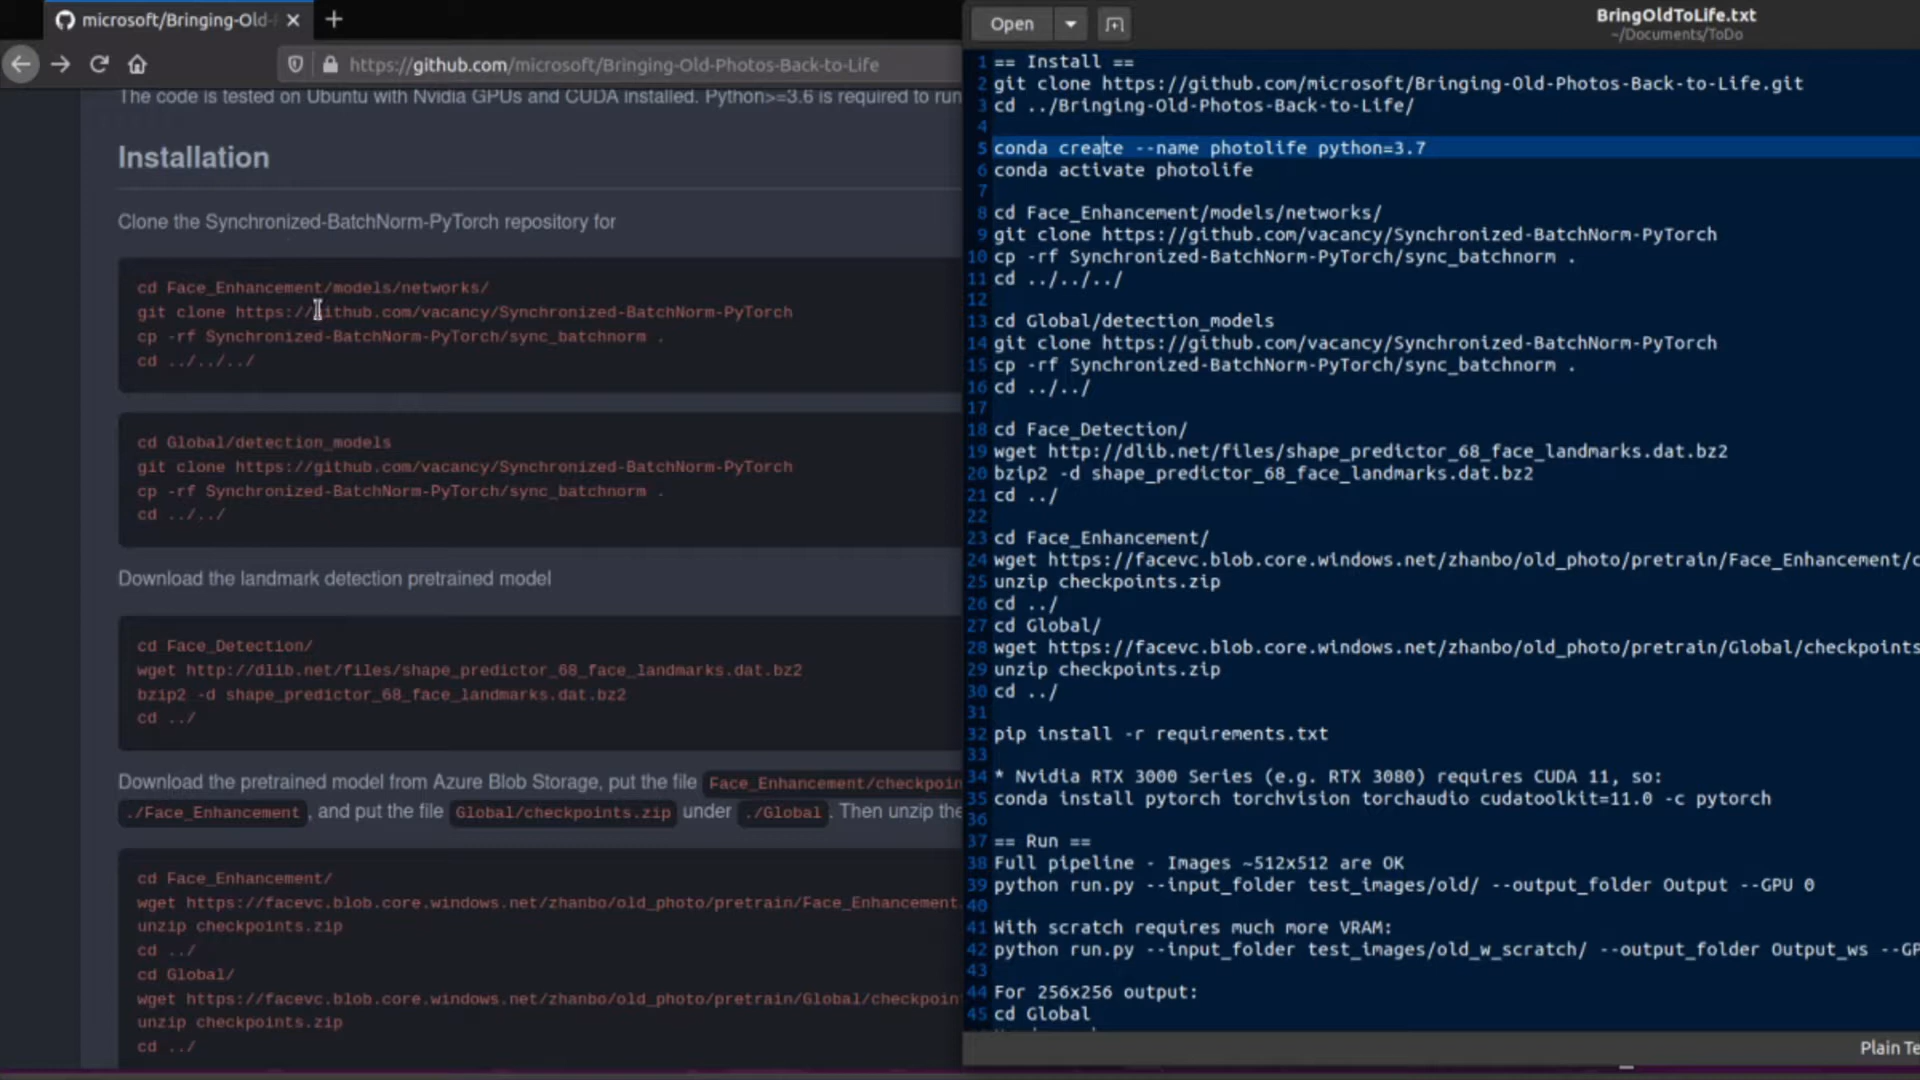 microsoft/Bringing-Old-
https://github.com/microsoft/Bringing-Old-Photos-Back-to-Life
The code is tested on Ubuntu with Nvidia GPUs and CUDA installed. Python>=3.6 is required to run
Installation
Clone the Synchronized-BatchNorm-PyTorch repository for
cd Face_Enhancement/models/networks/
git clone https://github.com/vacancy/Synchronized-BatchNorm-PyTorch
cp -rf Synchronized-BatchNorm-PyTorch/sync_batchnorm .
cd ../../../
cd Global/detection_models
git clone https://github.com/vacancy/Synchronized-BatchNorm-PyTorch
cp -rf Synchronized-BatchNorm-PyTorch/sync_batchnorm .
cd ../../
Download the landmark detection pretrained model
cd Face_Detection/
wget http://dlib.net/files/shape_predictor_68_face_landmarks.dat.bz2
bzip2 -d shape_predictor_68_face_landmarks.dat.bz2
cd ../
Download the pretrained model from Azure Blob Storage, put the file Face_Enhancement/checkpoin
./Face_Enhancement , and put the file Global/checkpoints.zip under ./Global . Then unzip the
cd Face_Enhancement/
wget https://facevc.blob.core.windows.net/zhanbo/old_photo/pretrain/Face_Enhancement
unzip checkpoints.zip
cd ../
cd Global/
wget https://facevc.blob.core.windows.net/zhanbo/old_photo/pretrain/Global/checkpoin
unzip checkpoints.zip
cd ../
Open
BringOldToLife.txt
~/Documents/ToDo
1 == Install ==
2 git clone https://github.com/microsoft/Bringing-Old-Photos-Back-to-Life.git
3 cd ../Bringing-Old-Photos-Back-to-Life/
4
5 conda create --name photolife python=3.7
6 conda activate photolife
7
8 cd Face_Enhancement/models/networks/
9 git clone https://github.com/vacancy/Synchronized-BatchNorm-PyTorch
10 cp -rf Synchronized-BatchNorm-PyTorch/sync_batchnorm .
11 cd ../../../
12
13 cd Global/detection_models
14 git clone https://github.com/vacancy/Synchronized-BatchNorm-PyTorch
15 cp -rf Synchronized-BatchNorm-PyTorch/sync_batchnorm .
16 cd ../../
17
18 cd Face_Detection/
19 wget http://dlib.net/files/shape_predictor_68_face_landmarks.dat.bz2
20 bzip2 -d shape_predictor_68_face_landmarks.dat.bz2
21 cd ../
22
23 cd Face_Enhancement/
24 wget https://facevc.blob.core.windows.net/zhanbo/old_photo/pretrain/Face_Enhancement/c
25 unzip checkpoints.zip
26 cd ../
27 cd Global/
28 wget https://facevc.blob.core.windows.net/zhanbo/old_photo/pretrain/Global/checkpoints
29 unzip checkpoints.zip
30 cd ../
31
32 pip install -r requirements.txt
33
34 * Nvidia RTX 3000 Series (e.g. RTX 3080) requires CUDA 11, so:
35 conda install pytorch torchvision torchaudio cudatoolkit=11.0 -c pytorch
36
37 == Run ==
38 Full pipeline - Images ~512x512 are OK
39 python run.py --input_folder test_images/old/ --output_folder Output --GPU 0
40
41 With scratch requires much more VRAM:
42 python run.py --input_folder test_images/old_w_scratch/ --output_folder Output_ws --GP
43
44 For 256x256 output:
45 cd Global
Plain Te